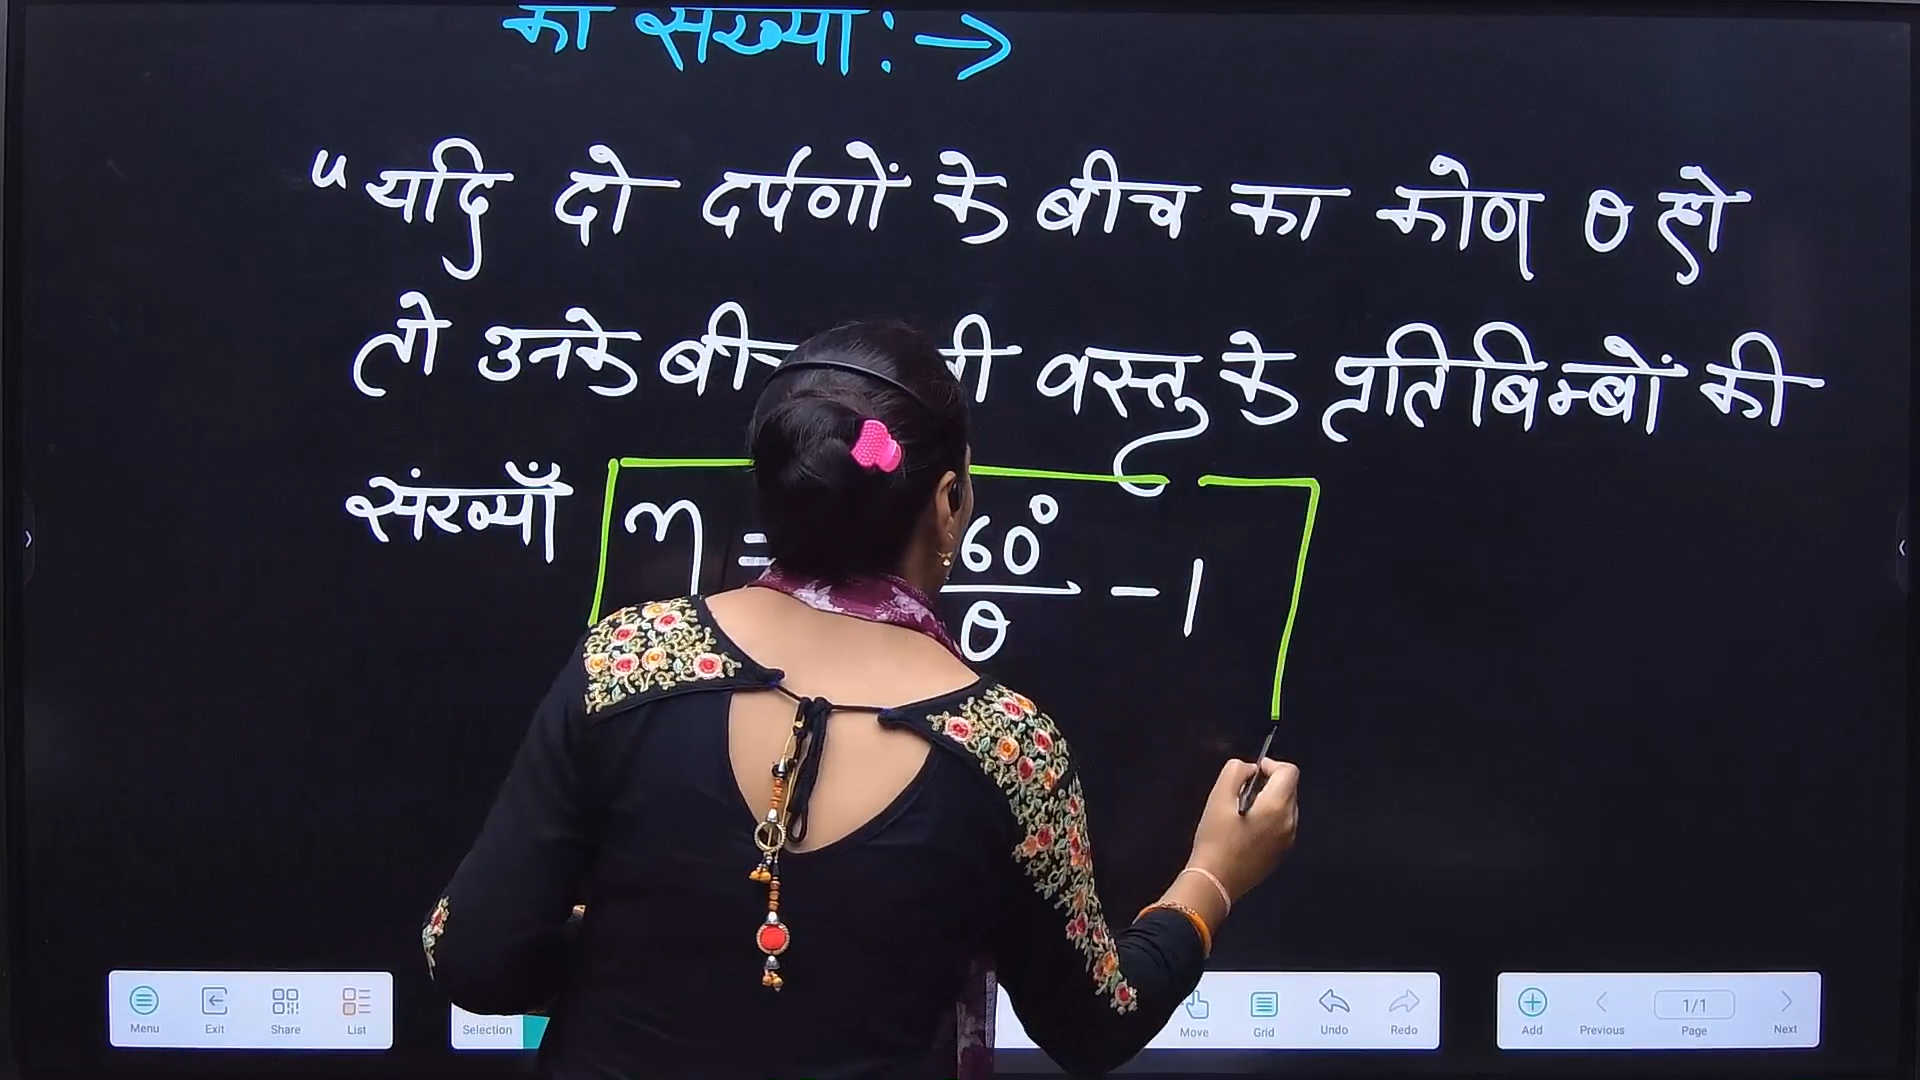 की संख्या :→
“यदि दो दर्पणों के बीच का कोण θ हो
तो उनके वस्तु के प्रतिबिम्बों की
संख्याँ n = 60° / θ - 1
Menu Exit Share List Selection Move Grid Undo Redo Add Previous 1/1 Page Next